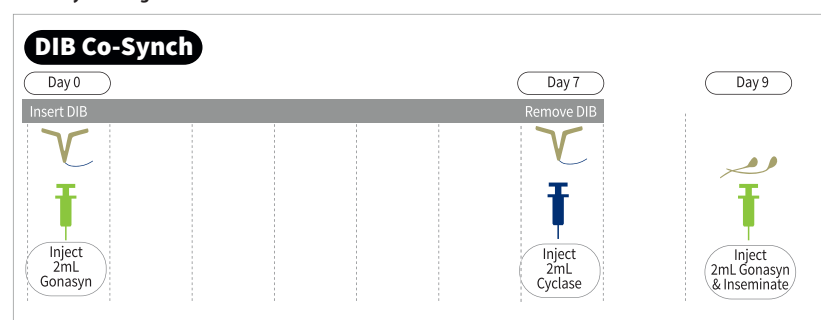 DIB Co-Synch
Day 0
Day 7
Day 9
Insert DIB
Remove DIB
Inject
2mL
Gonasyn
Inject
2mL
Cyclase
Inject
2mL Gonasyn
& Inseminate